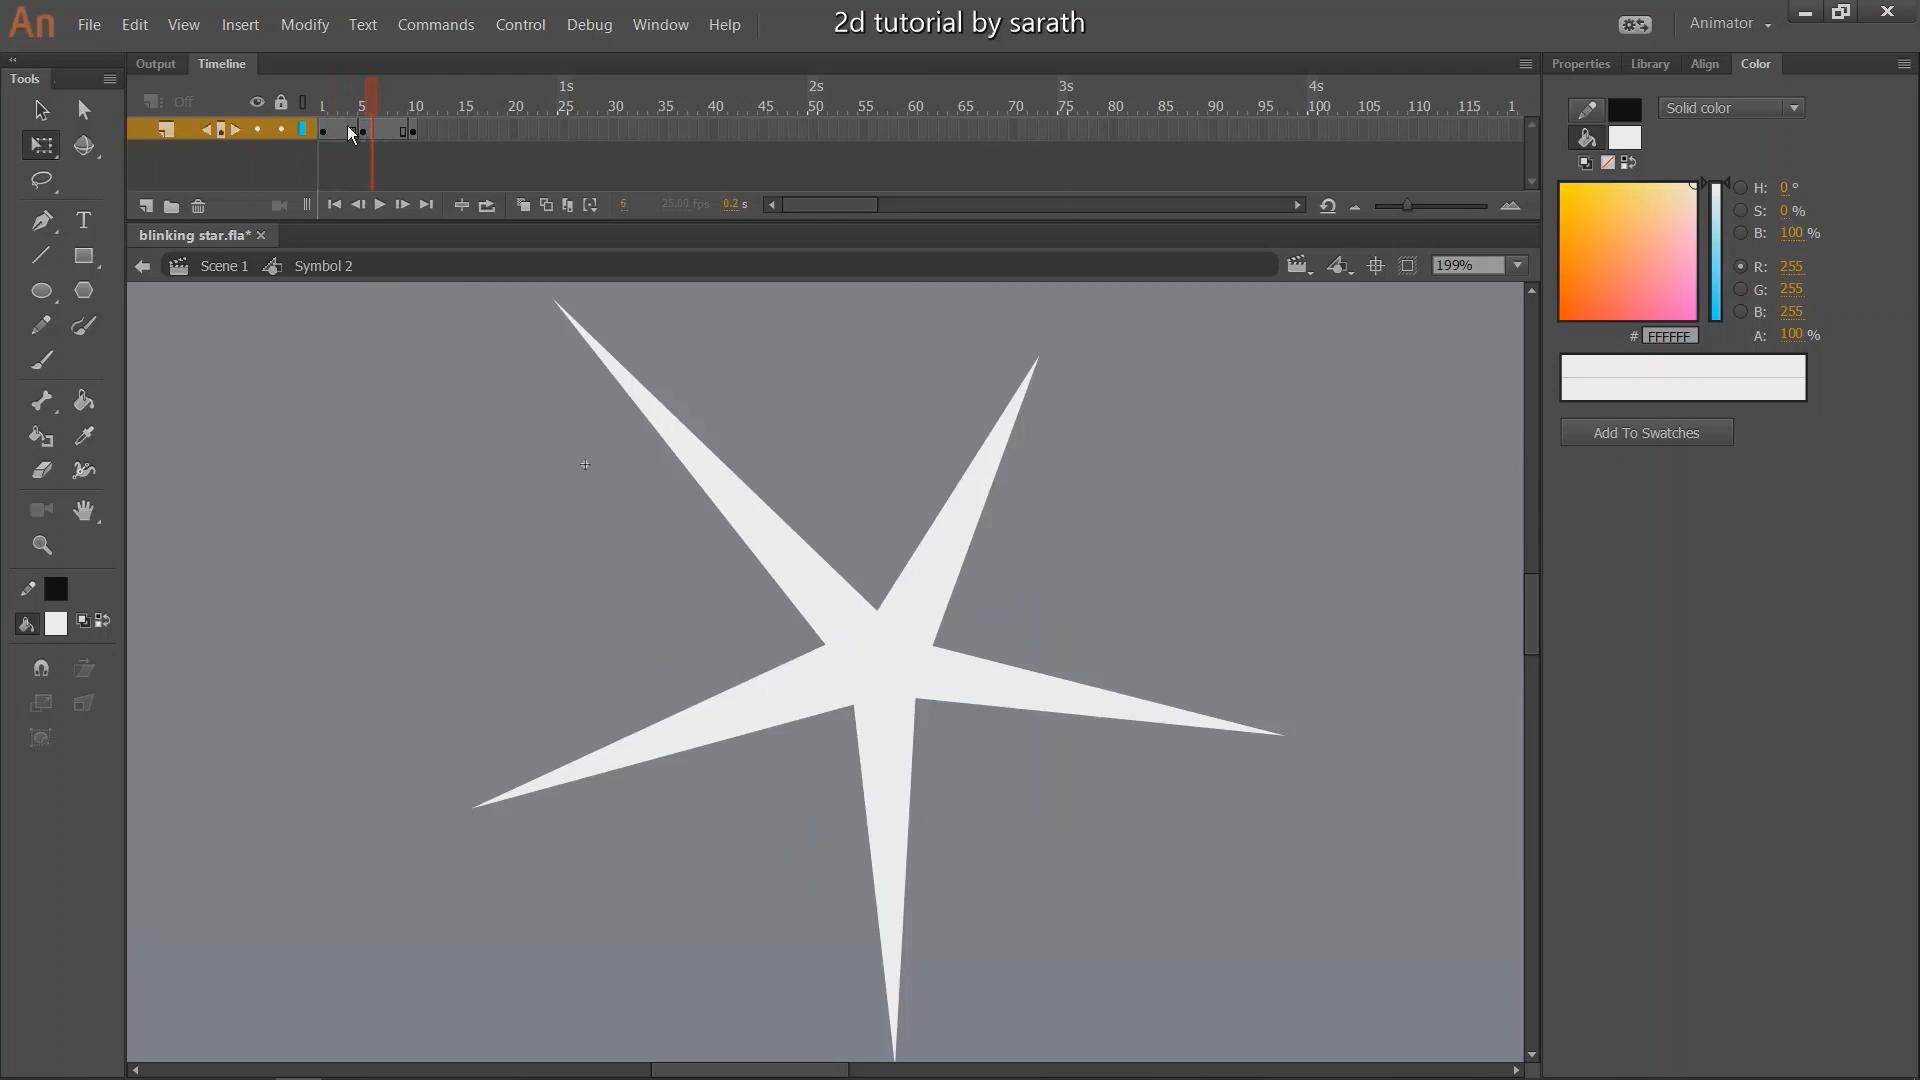 An File Edit View Insert Modify Text Commands Control Debug Window Help 2d tutorial by sarath Animator
Tools
Output Timeline
Properties Library Align Color
1s 2s 3s 4s
Off 1 5 10 15 20 25 30 35 40 45 50 55 60 65 70 75 80 85 90 95 100 105 110 115 1
Solid color
25.00 fps 0.2 s
H: 0 °
S: 0 %
B: 100 %
R: 255
G: 255
B: 255
A: 100 %
# FFFFFF
Add To Swatches
blinking star.fla*
Scene 1 Symbol 2 199%
T